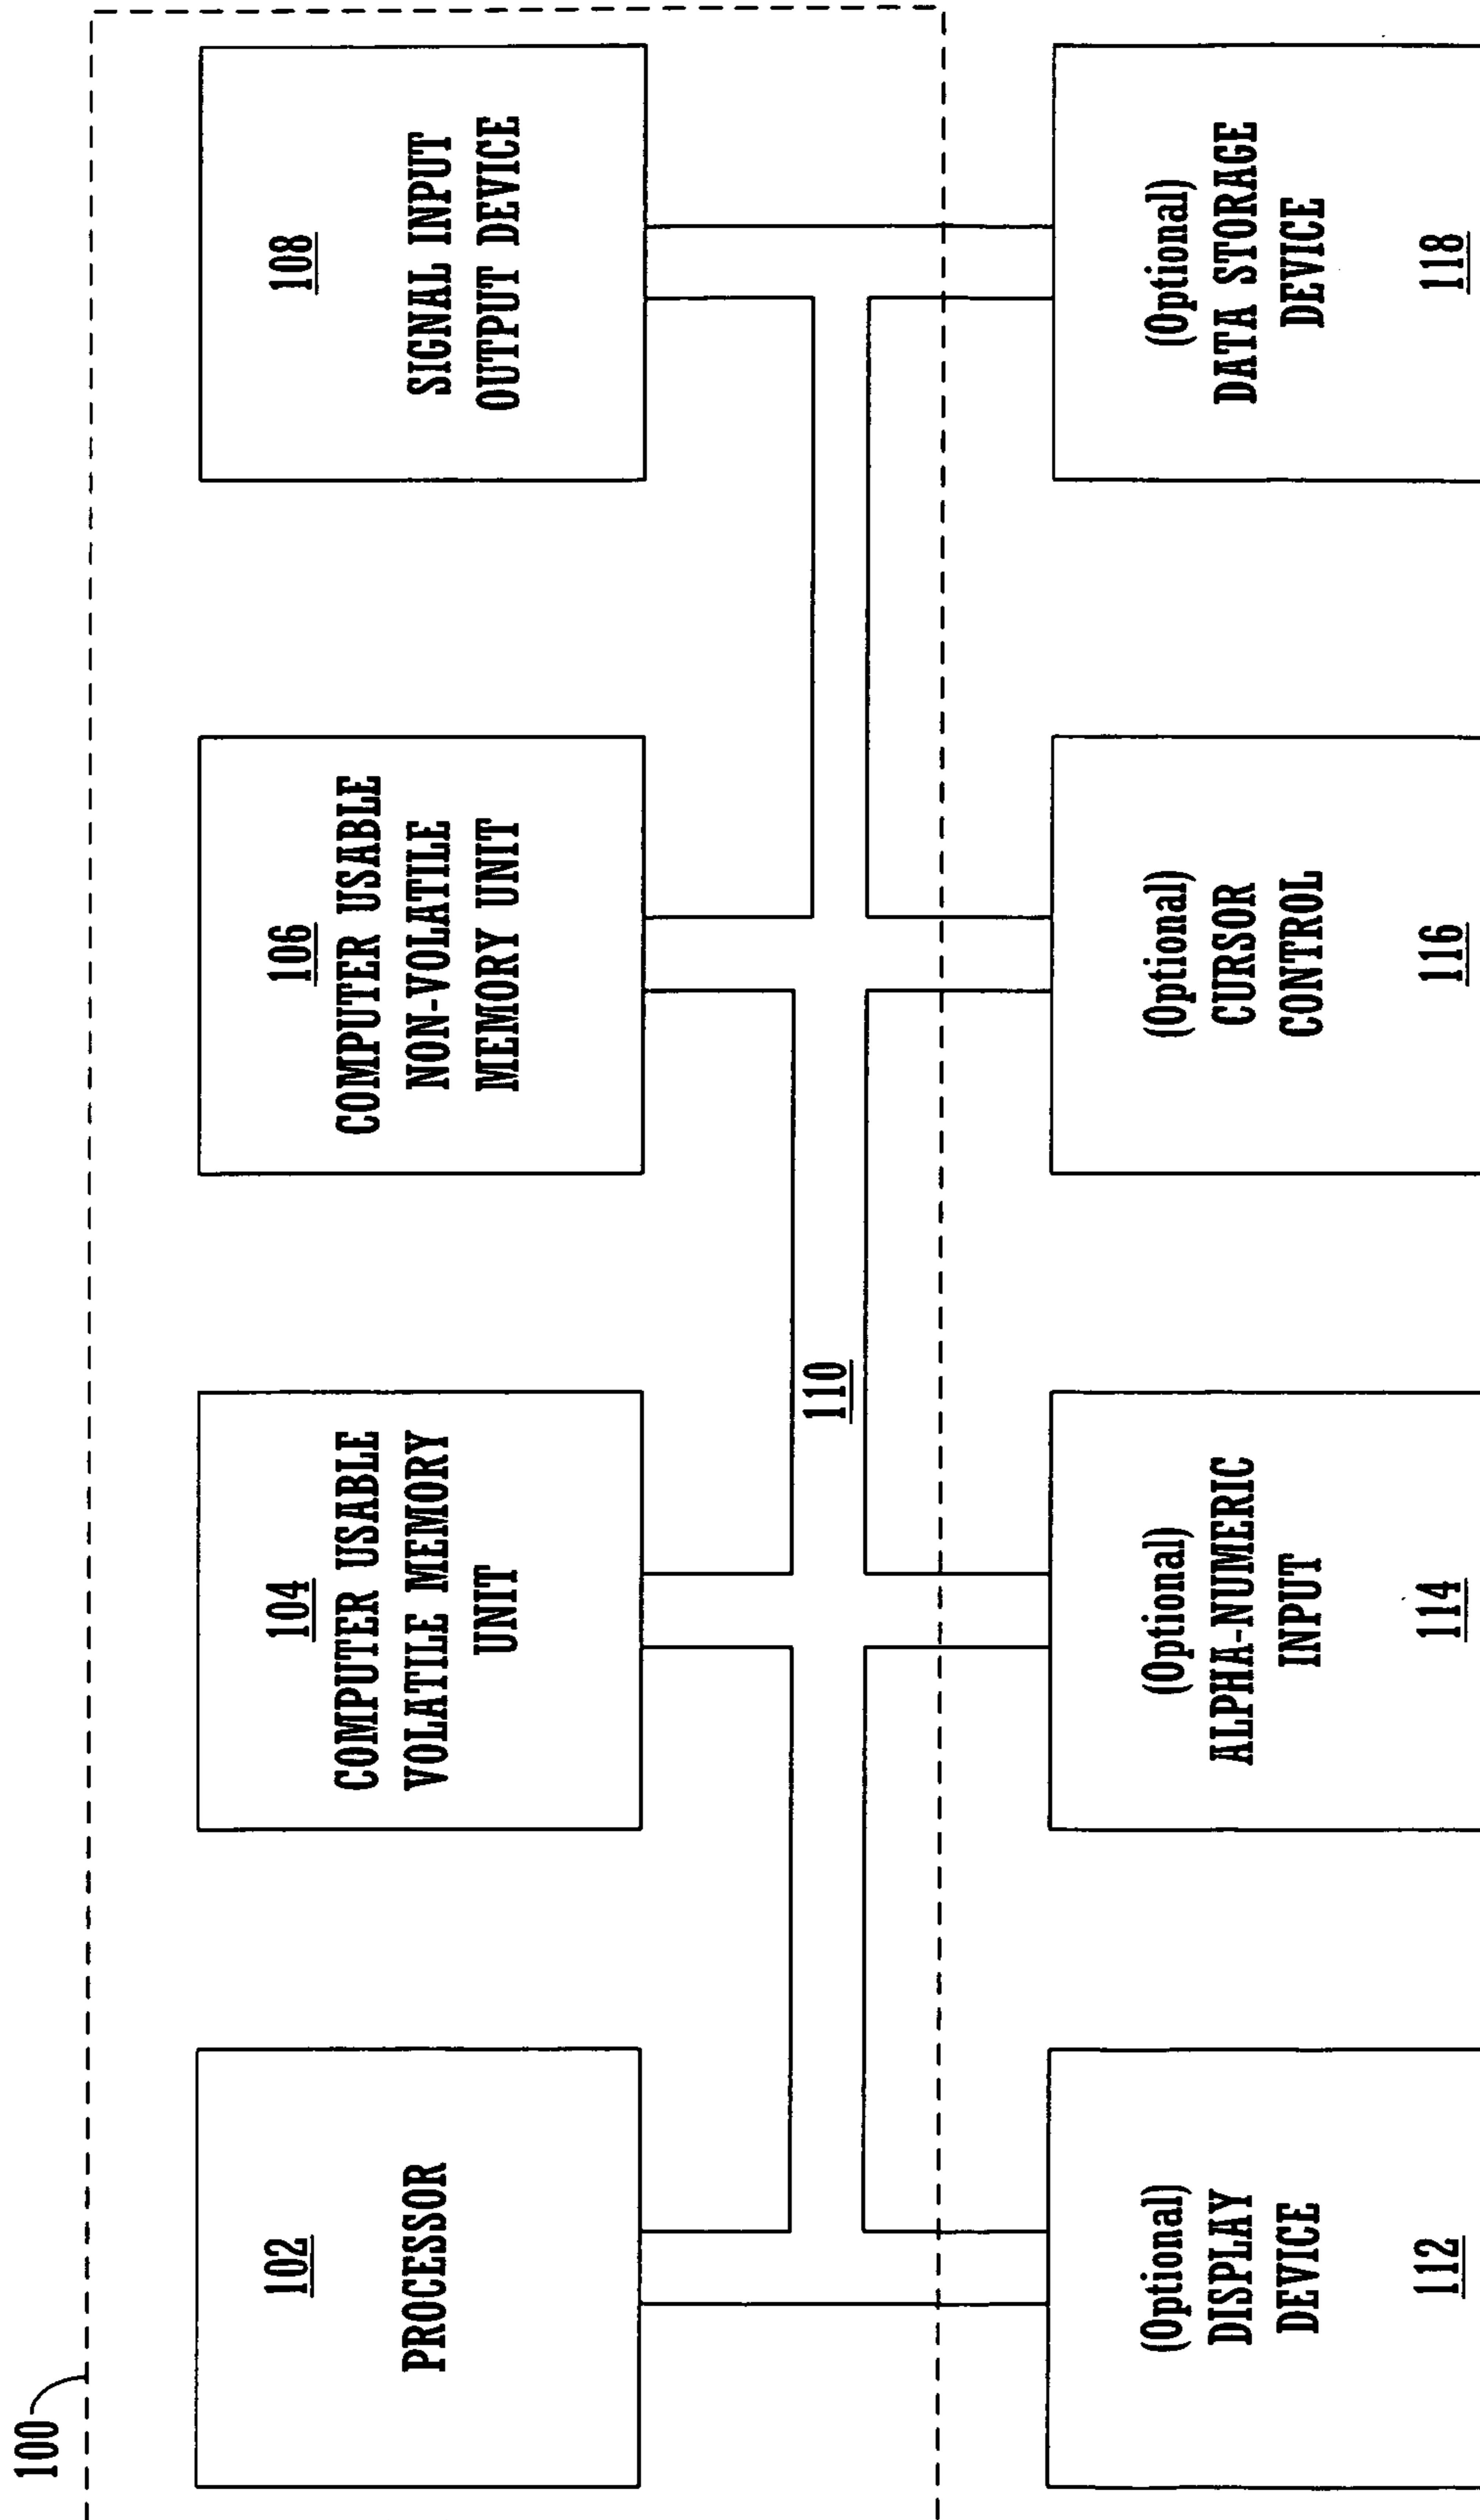 100
102
PROCESSOR
104
COMPUTER USABLE
VOLATILE MEMORY
UNIT
106
COMPUTER USABLE
NON-VOLATILE
MEMORY UNIT
108
SIGNAL INPUT
OUTPUT DEVICE
110
(Optional)
DISPLAY
DEVICE
112
(Optional)
ALPHA-NUMERIC
INPUT
114
(Optional)
CURSOR
CONTROL
116
(Optional)
DATA STORAGE
DEVICE
118